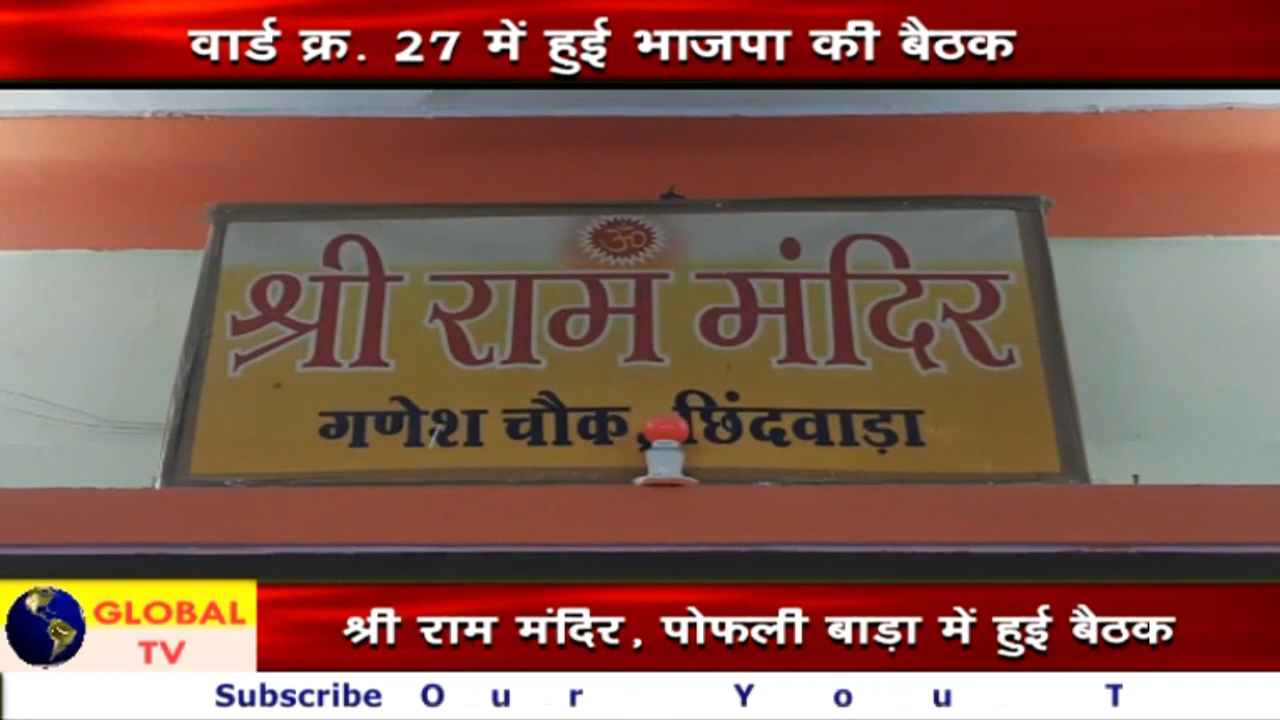 वार्ड क्र. 27 में हुई भाजपा की बैठक
ॐ
श्री राम मंदिर
गणेश चौक, छिंदवाड़ा
GLOBAL
TV
श्री राम मंदिर, पोफली बाड़ा में हुई बैठक
Subscribe O u r Y o u T